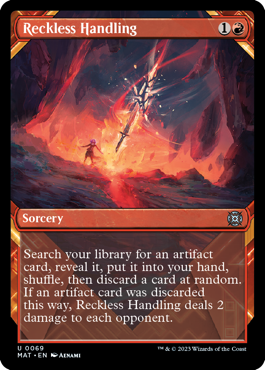 Reckless Handling
1
Sorcery
Search your library for an artifact
card, reveal it, put it into your hand,
shuffle, then discard a card at random.
If an artifact card was discarded
this way, Reckless Handling deals 2
damage to each opponent.
U 0069
MAT • EN AENAMI
™ & © 2023 Wizards of the Coast